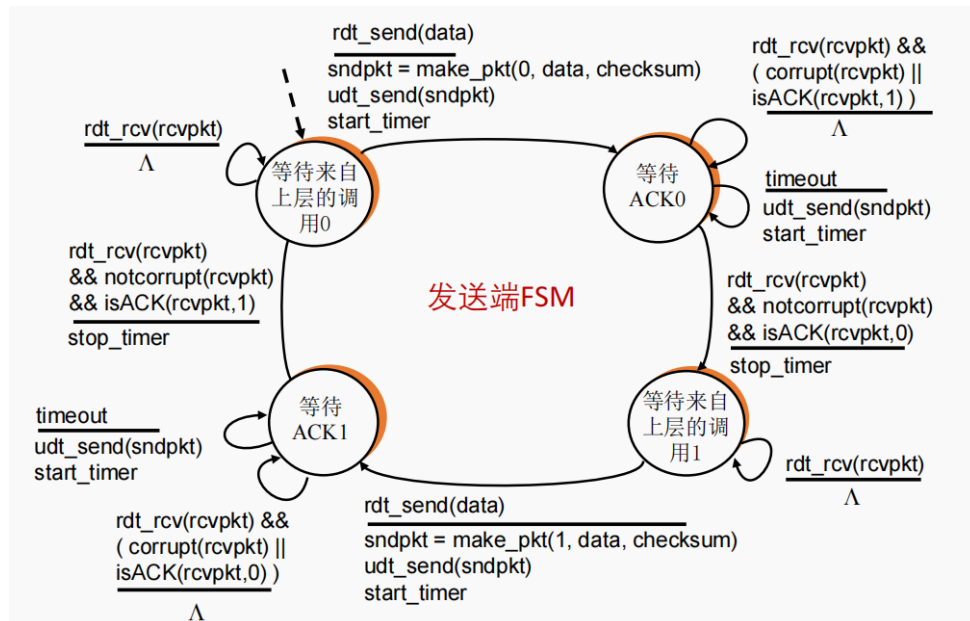 rdt_send(data)
sndpkt = make_pkt(0, data, checksum)
udt_send(sndpkt)
start_timer
rdt_rcv(rcvpkt) &&
( corrupt(rcvpkt) ||
isACK(rcvpkt,1) )
Λ
rdt_rcv(rcvpkt)
Λ
等待来自
上层的调
用0
等待
ACK0
timeout
udt_send(sndpkt)
start_timer
rdt_rcv(rcvpkt)
&& notcorrupt(rcvpkt)
&& isACK(rcvpkt,1)
stop_timer
发送端FSM
rdt_rcv(rcvpkt)
&& notcorrupt(rcvpkt)
&& isACK(rcvpkt,0)
stop_timer
timeout
udt_send(sndpkt)
start_timer
等待
ACK1
等待来自
上层的调
用1
rdt_rcv(rcvpkt)
Λ
rdt_rcv(rcvpkt) &&
( corrupt(rcvpkt) ||
isACK(rcvpkt,0) )
Λ
rdt_send(data)
sndpkt = make_pkt(1, data, checksum)
udt_send(sndpkt)
start_timer